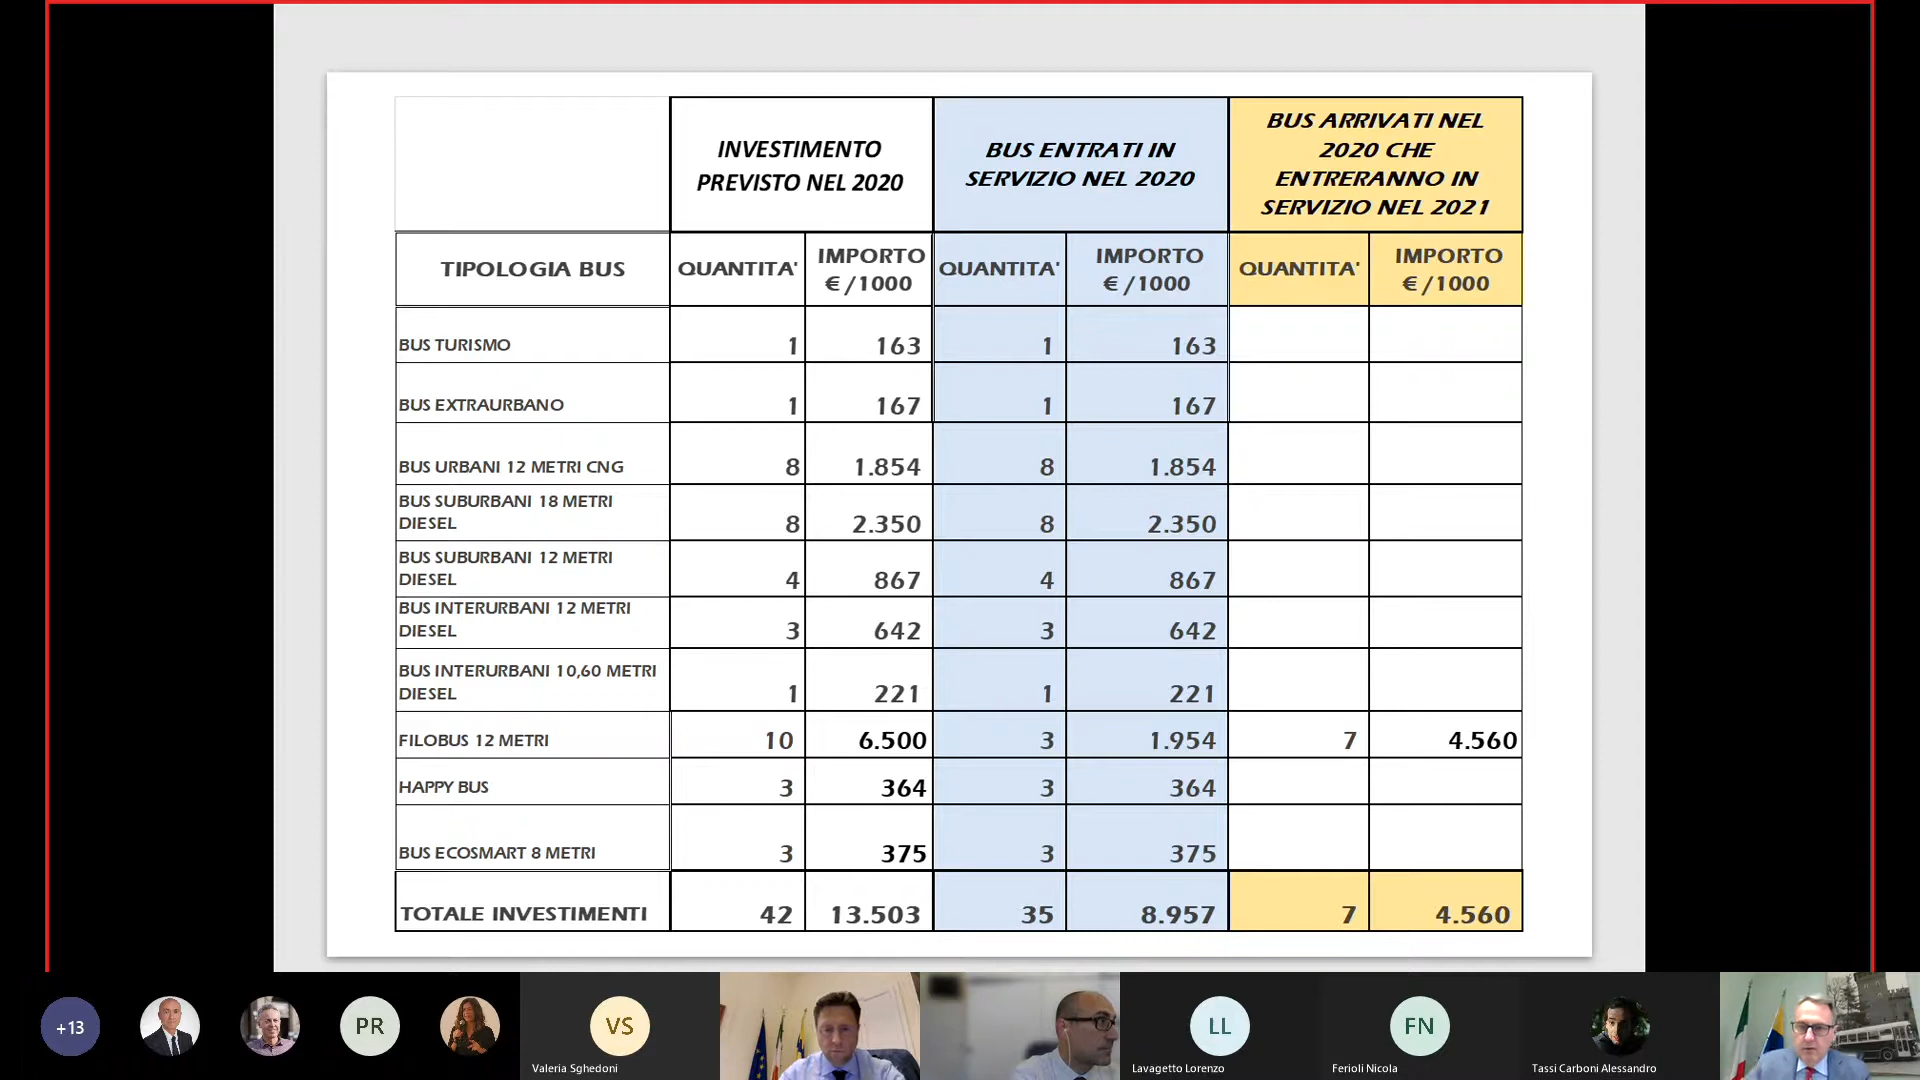 INVESTIMENTO
PREVISTO NEL 2020
BUS ENTRATI IN
SERVIZIO NEL 2020
BUS ARRIVATI NEL
2020 CHE
ENTRERANNO IN
SERVIZIO NEL 2021
TIPOLOGIA BUS
QUANTITA'
IMPORTO
€ /1000
QUANTITA'
IMPORTO
€ /1000
QUANTITA'
IMPORTO
€ /1000
BUS TURISMO 1 163 1 163
BUS EXTRAURBANO 1 167 1 167
BUS URBANI 12 METRI CNG 8 1.854 8 1.854
BUS SUBURBANI 18 METRI
DIESEL 8 2.350 8 2.350
BUS SUBURBANI 12 METRI
DIESEL 4 867 4 867
BUS INTERURBANI 12 METRI
DIESEL 3 642 3 642
BUS INTERURBANI 10,60 METRI
DIESEL 1 221 1 221
FILOBUS 12 METRI 10 6.500 3 1.954 7 4.560
HAPPY BUS 3 364 3 364
BUS ECOSMART 8 METRI 3 375 3 375
TOTALE INVESTIMENTI 42 13.503 35 8.957 7 4.560
+13
PR
VS
Valeria Sghedoni
LL
Lavagetto Lorenzo
FN
Ferioli Nicola
Tassi Carboni Alessandro